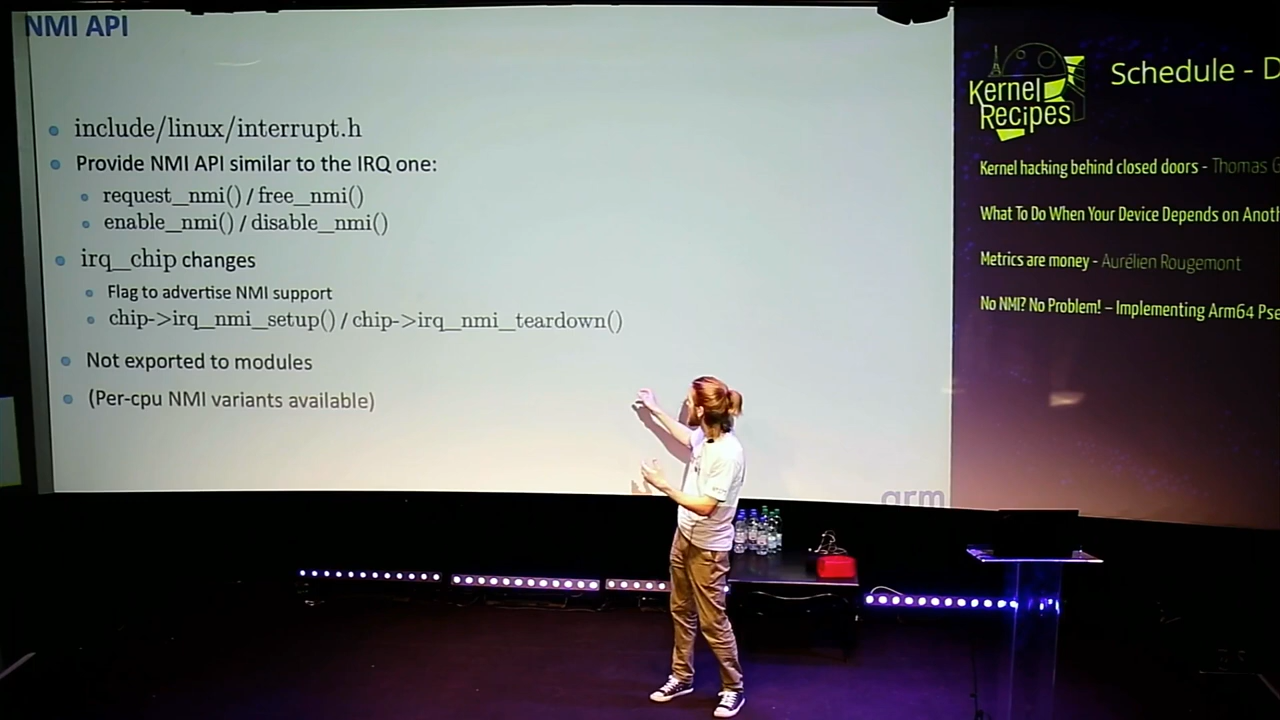 NMI API
include/linux/interrupt.h
Provide NMI API similar to the IRQ one:
request_nmi() / free_nmi()
enable_nmi() / disable_nmi()
irq_chip changes
Flag to advertise NMI support
chip->irq_nmi_setup() / chip->irq_nmi_teardown()
Not exported to modules
(Per-cpu NMI variants available)
arm
Kernel
Recipes
Schedule - D
Kernel hacking behind closed doors - Thomas G
What To Do When Your Device Depends on Anoth
Metrics are money - Aurélien Rougemont
No NMI? No Problem! – Implementing Arm64 Pse